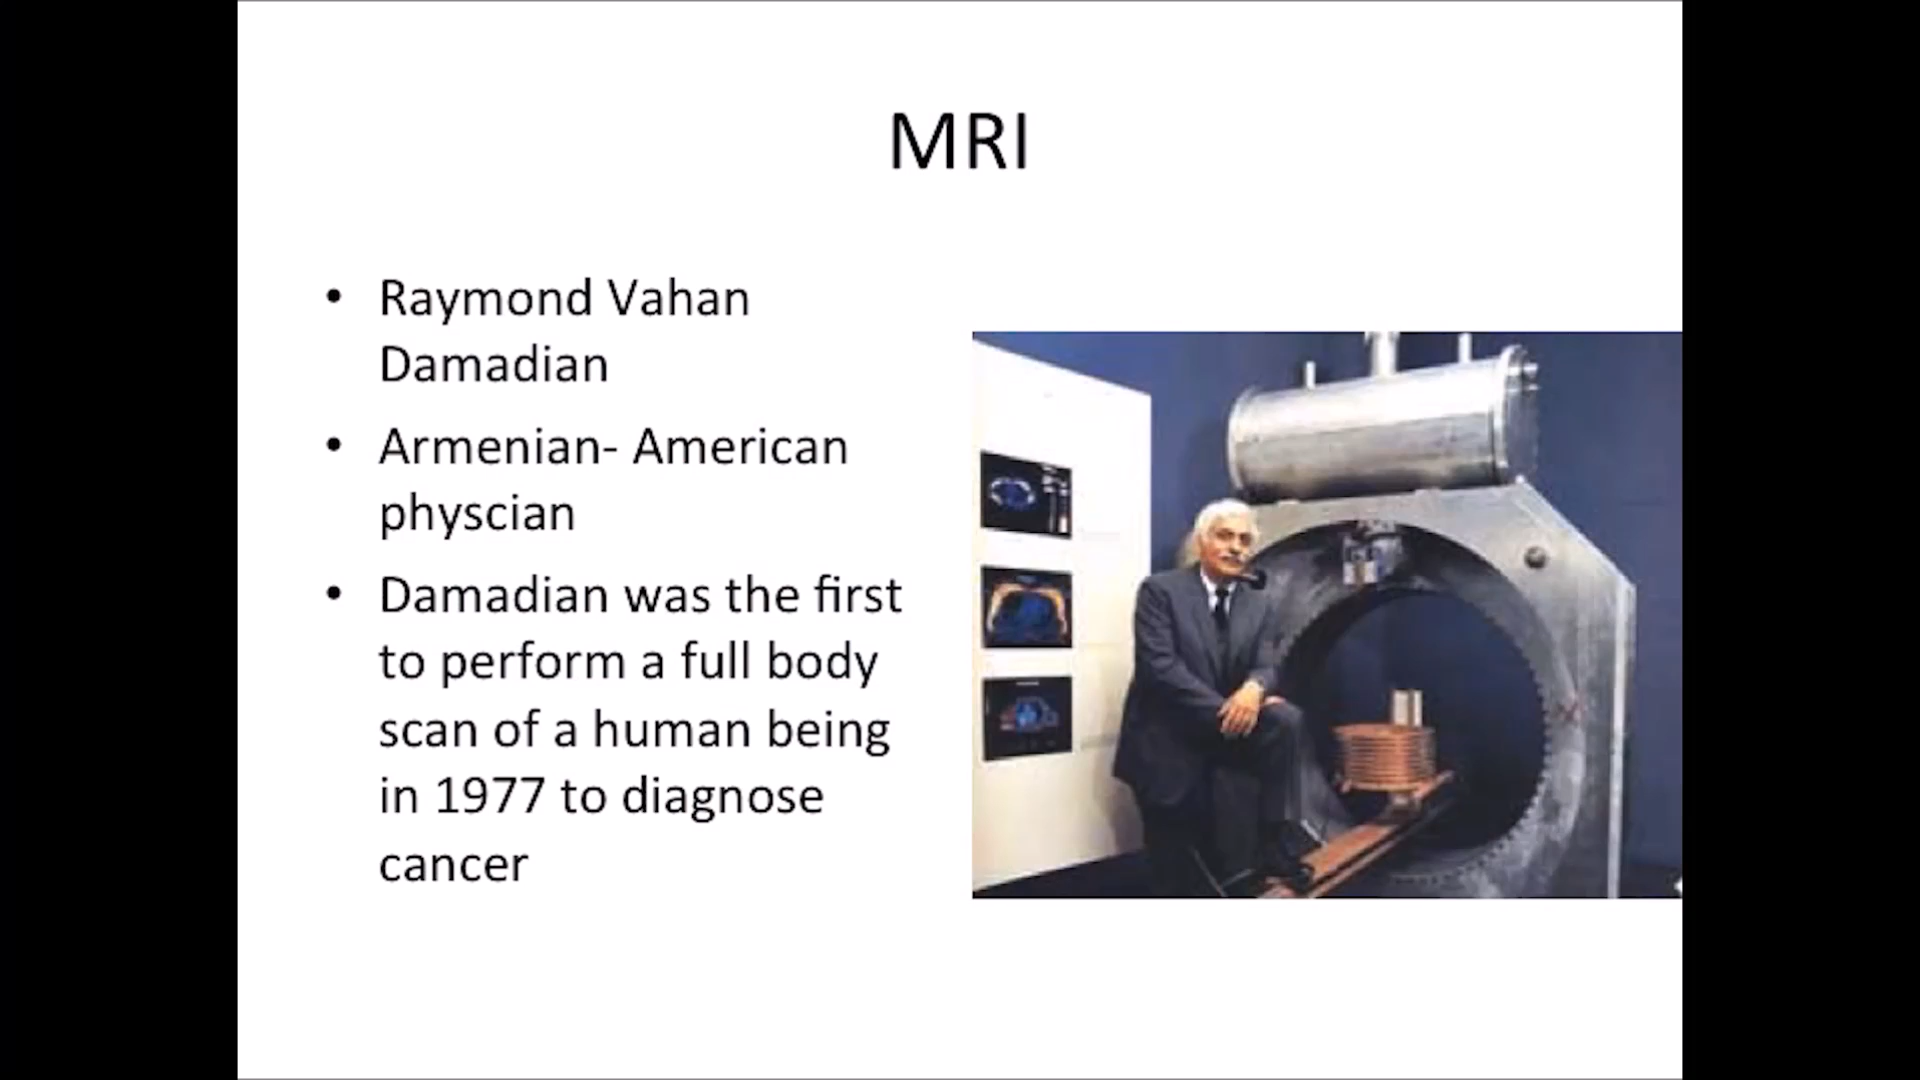 MRI
• Raymond Vahan
Damadian
• Armenian- American
physcian
• Damadian was the first
to perform a full body
scan of a human being
in 1977 to diagnose
cancer